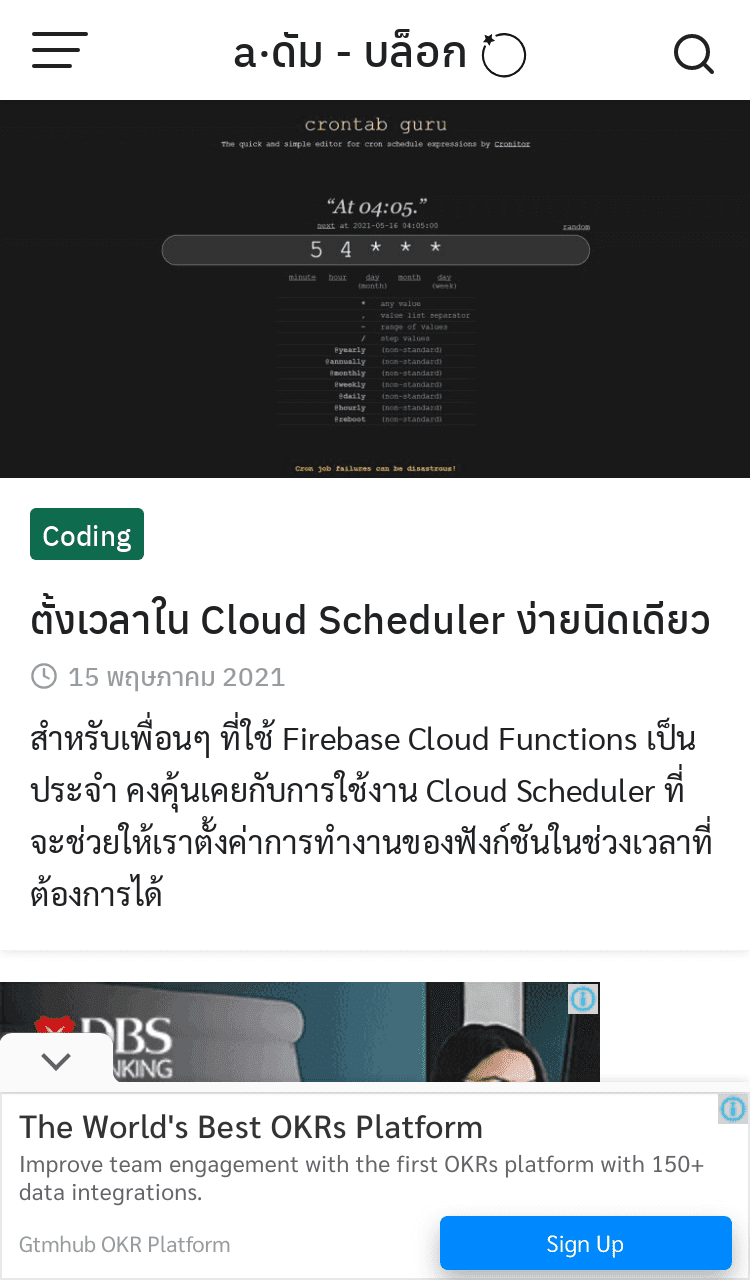 a·ดัม - บล็อก
crontab guru
The quick and simple editor for cron schedule expressions by Cronitor
“At 04:05.”
next at 2021-05-16 04:05:00
random
5 4 * * *
minute hour day (month) month day (week)
* any value
, value list separator
- range of values
/ step values
@yearly (non-standard)
@annually (non-standard)
@monthly (non-standard)
@weekly (non-standard)
@daily (non-standard)
@hourly (non-standard)
@reboot (non-standard)
Cron job failures can be disastrous!
Coding
ตั้งเวลาใน Cloud Scheduler ง่ายนิดเดียว
15 พฤษภาคม 2021
สำหรับเพื่อนๆ ที่ใช้ Firebase Cloud Functions เป็น
ประจำ คงคุ้นเคยกับการใช้งาน Cloud Scheduler ที่
จะช่วยให้เราตั้งค่าการทำงานของฟังก์ชันในช่วงเวลาที่
ต้องการได้
DBS
The World's Best OKRs Platform
Improve team engagement with the first OKRs platform with 150+
data integrations.
Gtmhub OKR Platform
Sign Up